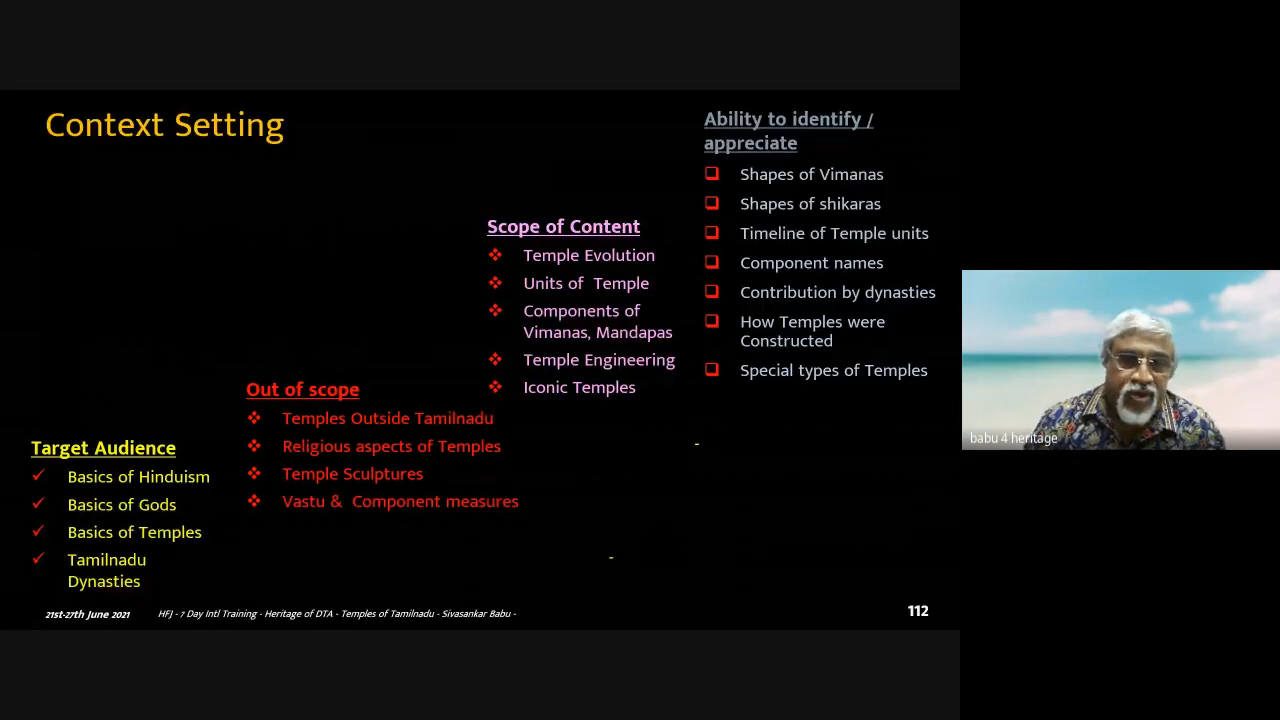 Context Setting
Ability to identify /
appreciate
Shapes of Vimanas
Shapes of shikaras
Timeline of Temple units
Component names
Contribution by dynasties
How Temples were
Constructed
Special types of Temples
Scope of Content
Temple Evolution
Units of Temple
Components of
Vimanas, Mandapas
Temple Engineering
Iconic Temples
Out of scope
Temples Outside Tamilnadu
Religious aspects of Temples
Temple Sculptures
Vastu & Component measures
Target Audience
Basics of Hinduism
Basics of Gods
Basics of Temples
Tamilnadu
Dynasties
-
-
21st-27th June 2021 HFJ - 7 Day Intl Training - Heritage of DTA - Temples of Tamilnadu - Sivasankar Babu - 112
babu 4 heritage